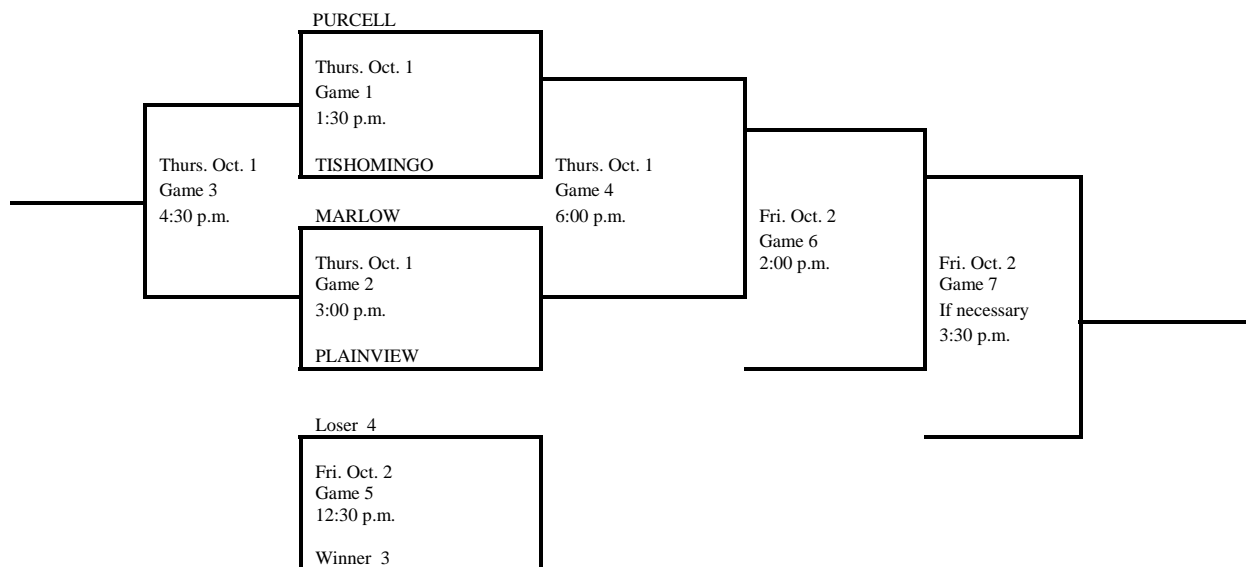 PURCELL
Thurs. Oct. 1
Game 1
1:30 p.m.
TISHOMINGO
Thurs. Oct. 1
Game 3
4:30 p.m.
MARLOW
Thurs. Oct. 1
Game 2
3:00 p.m.
PLAINVIEW
Thurs. Oct. 1
Game 4
6:00 p.m.
Fri. Oct. 2
Game 6
2:00 p.m.
Fri. Oct. 2
Game 7
If necessary
3:30 p.m.
Loser 4
Fri. Oct. 2
Game 5
12:30 p.m.
Winner 3